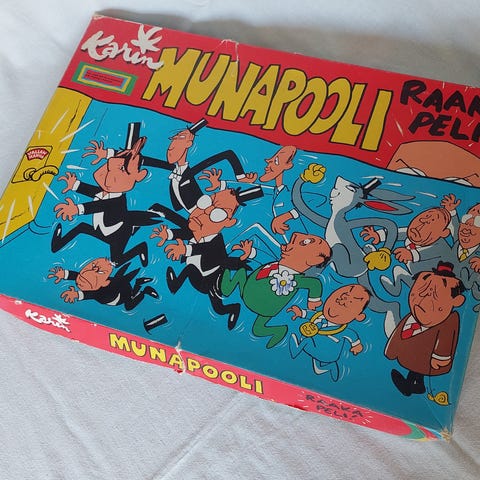 Karin
MUNAPOOLI
RAAKA
PELI
Karin
MUNAPOOLI
RAAKA
PELI